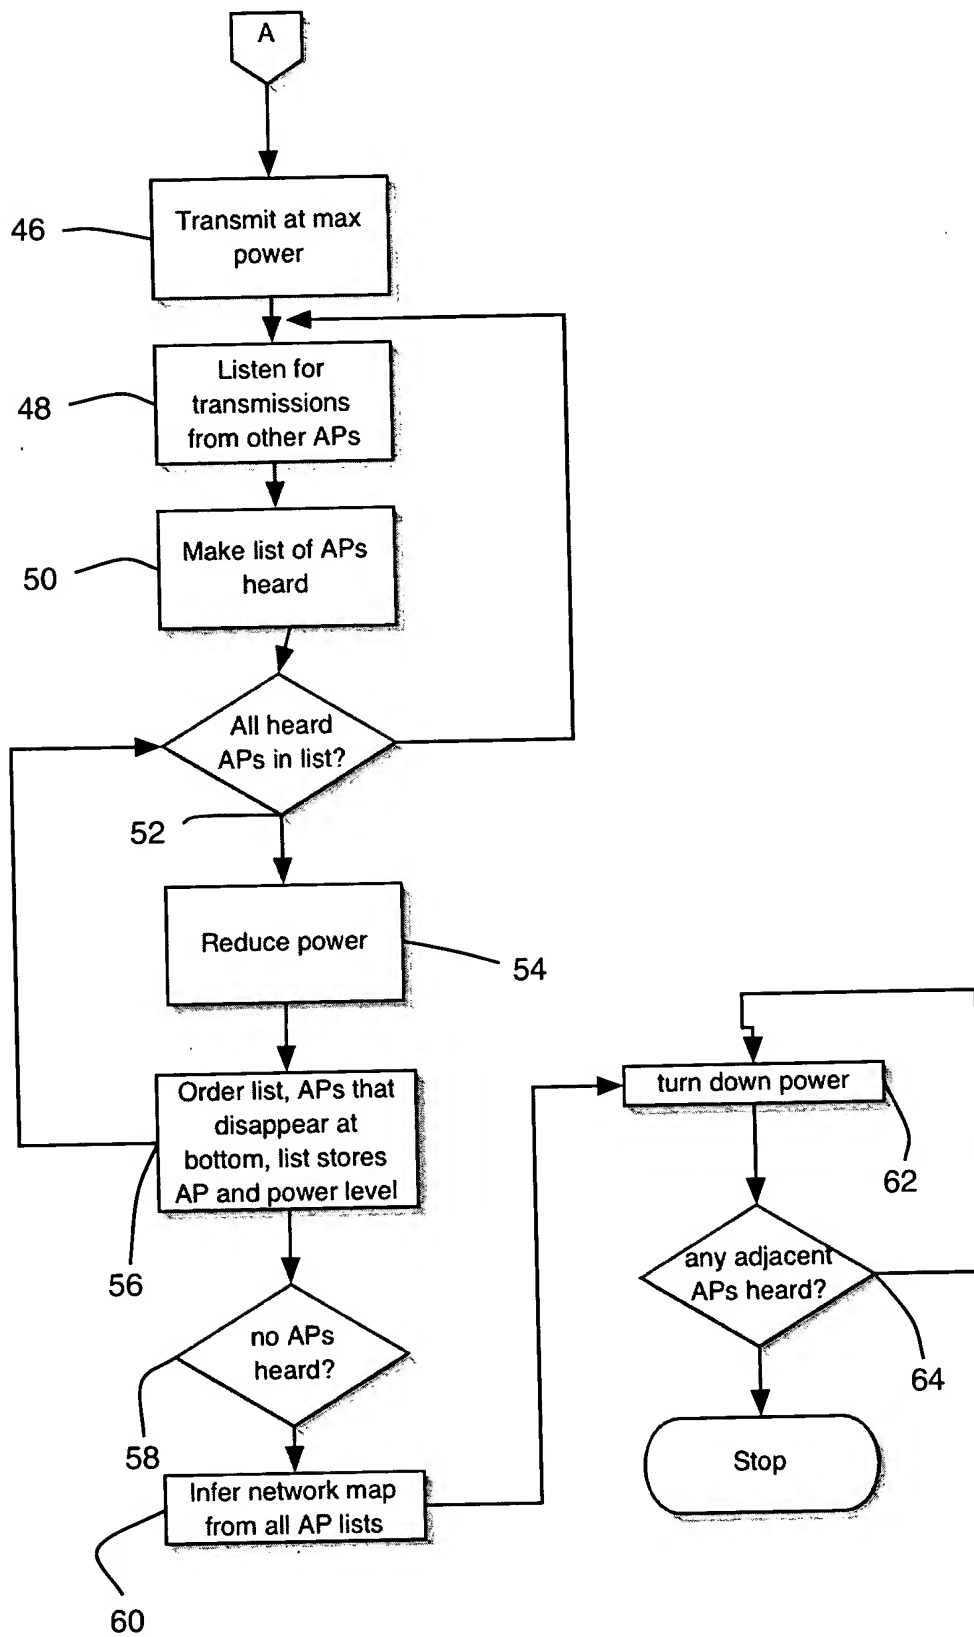 A
46
Transmit at max
power
48
Listen for
transmissions
from other APs
50
Make list of APs
heard
All heard
APs in list?
52
Reduce power
54
Order list, APs that
disappear at
bottom, list stores
AP and power level
56
no APs
heard?
58
Infer network map
from all AP lists
60
turn down power
62
any adjacent
APs heard?
64
Stop